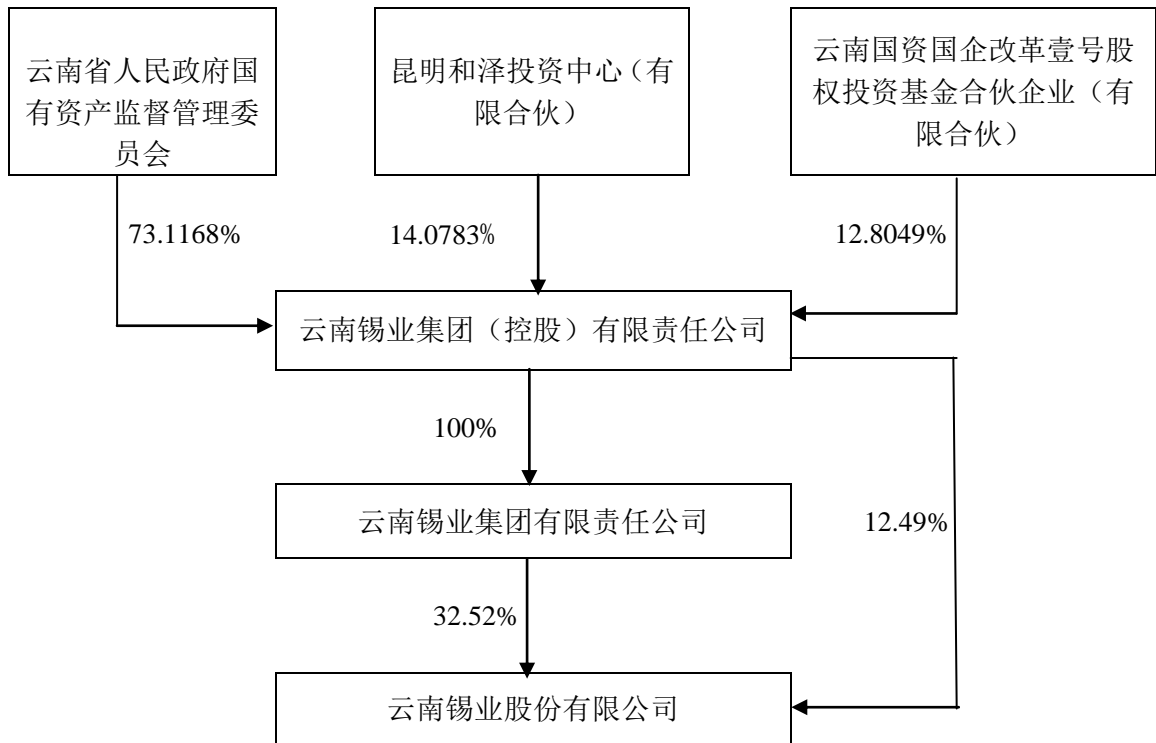 云南省人民政府国
有资产监督管理委
员会
昆明和泽投资中心（有
限合伙）
云南国资国企改革壹号股
权投资基金合伙企业（有
限合伙）
73.1168%
14.0783%
12.8049%
云南锡业集团（控股）有限责任公司
100%
云南锡业集团有限责任公司
12.49%
32.52%
云南锡业股份有限公司